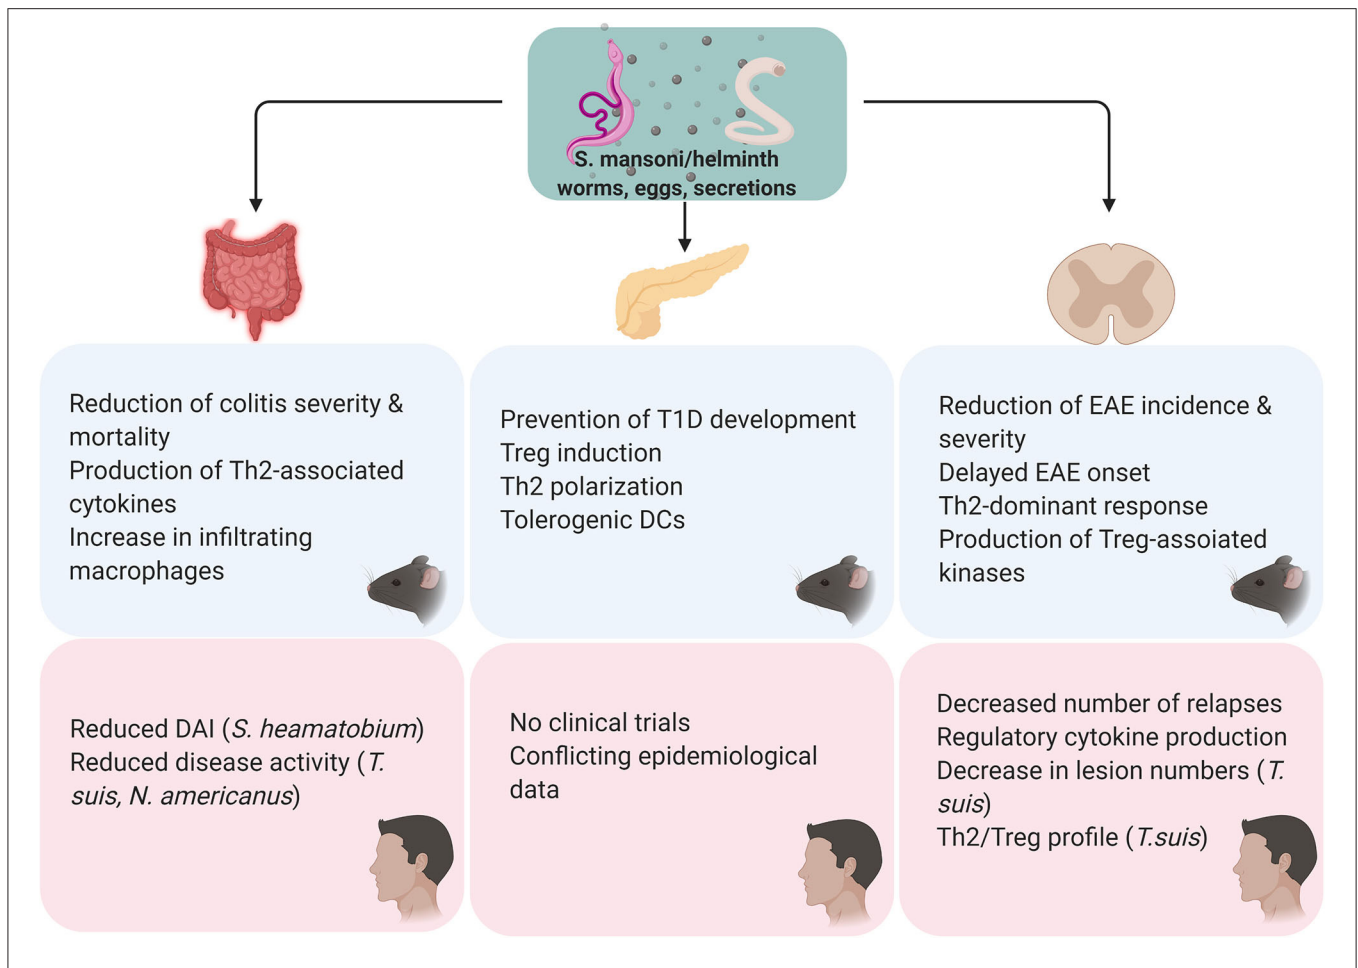 S. mansoni/helminth
worms, eggs, secretions
Reduction of colitis severity &
mortality
Production of Th2-associated
cytokines
Increase in infiltrating
macrophages
Prevention of T1D development
Treg induction
Th2 polarization
Tolerogenic DCs
Reduction of EAE incidence &
severity
Delayed EAE onset
Th2-dominant response
Production of Treg-assoiated
kinases
Reduced DAI (S. heamatobium)
Reduced disease activity (T.
suis, N. americanus)
No clinical trials
Conflicting epidemiological
data
Decreased number of relapses
Regulatory cytokine production
Decrease in lesion numbers (T.
suis)
Th2/Treg profile (T.suis)